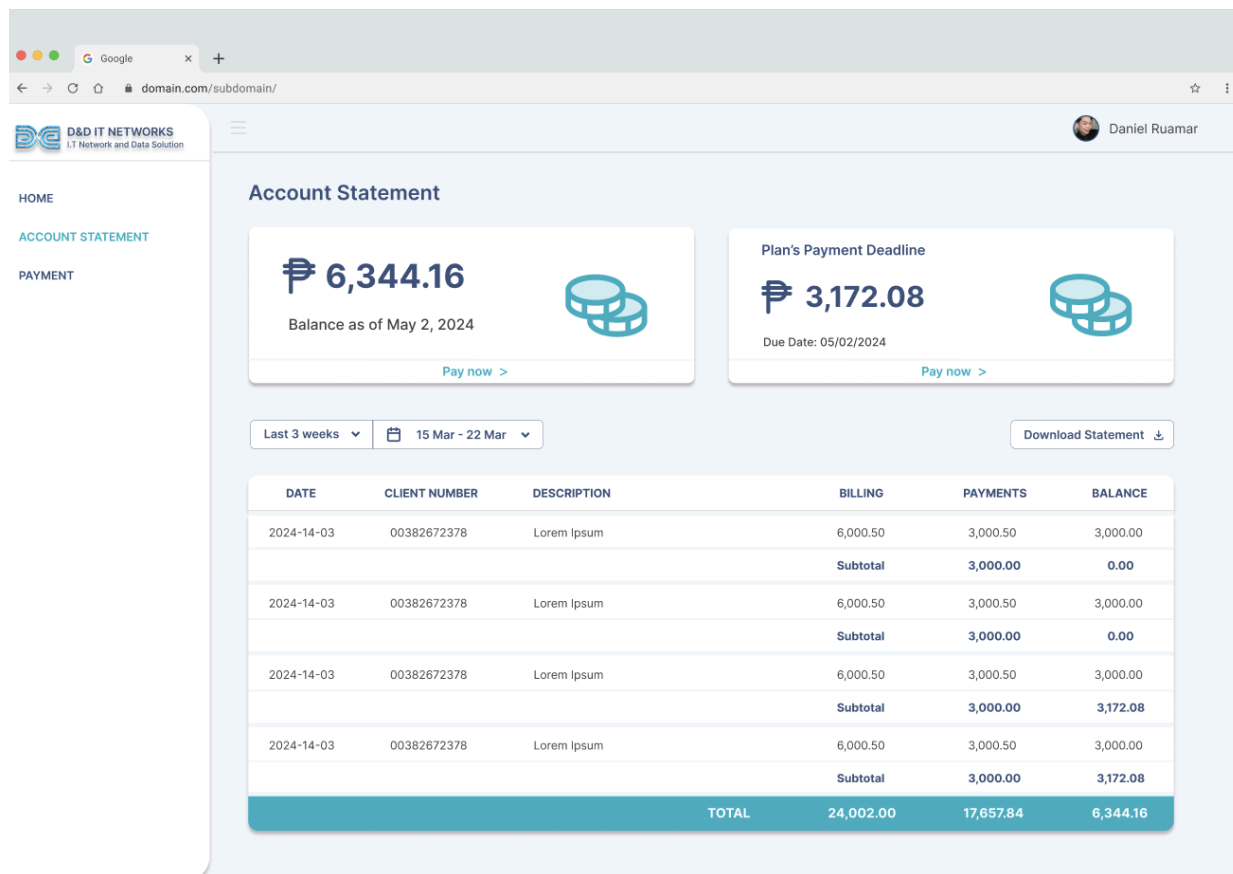 Google
domain.com/subdomain/
D&D IT NETWORKS
I.T Network and Data Solution
Daniel Ruamar
HOME
ACCOUNT STATEMENT
PAYMENT
Account Statement
₱ 6,344.16
Balance as of May 2, 2024
Pay now >
Plan's Payment Deadline
₱ 3,172.08
Due Date: 05/02/2024
Pay now >
Last 3 weeks 15 Mar - 22 Mar Download Statement
DATE CLIENT NUMBER DESCRIPTION BILLING PAYMENTS BALANCE
2024-14-03 00382672378 Lorem Ipsum 6,000.50 3,000.50 3,000.00
Subtotal 3,000.00 0.00
2024-14-03 00382672378 Lorem Ipsum 6,000.50 3,000.50 3,000.00
Subtotal 3,000.00 0.00
2024-14-03 00382672378 Lorem Ipsum 6,000.50 3,000.50 3,000.00
Subtotal 3,000.00 3,172.08
2024-14-03 00382672378 Lorem Ipsum 6,000.50 3,000.50 3,000.00
Subtotal 3,000.00 3,172.08
TOTAL 24,002.00 17,657.84 6,344.16